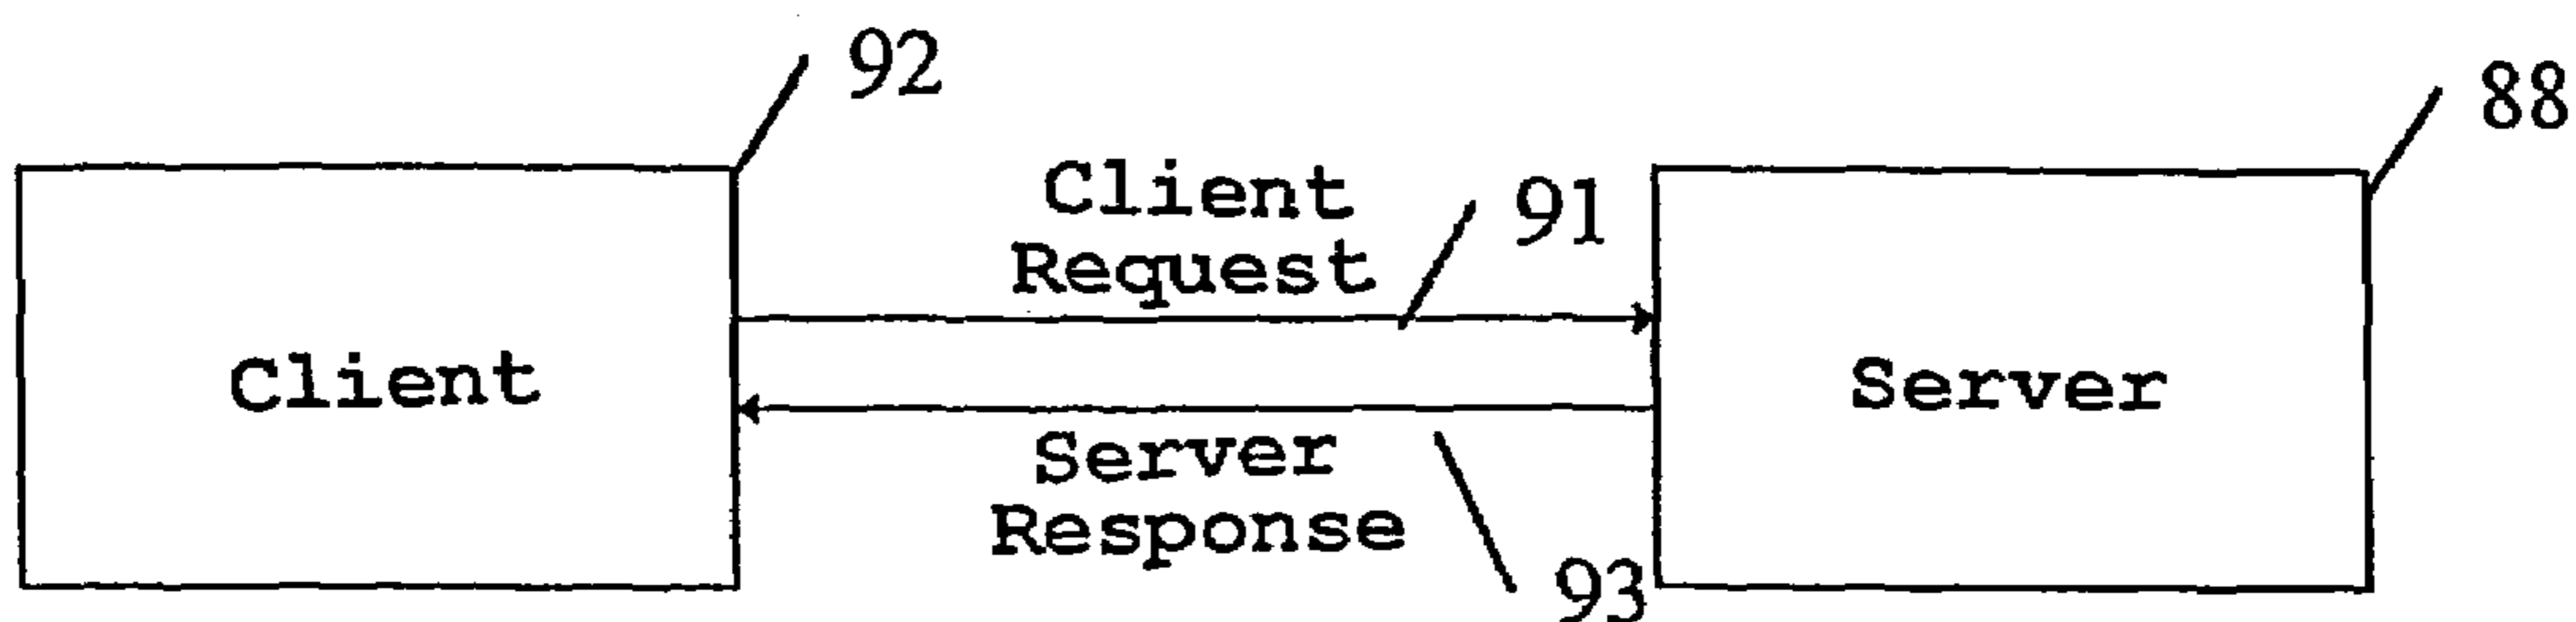 92
88
Client
Request
91
Client
Server
Server
Response
93